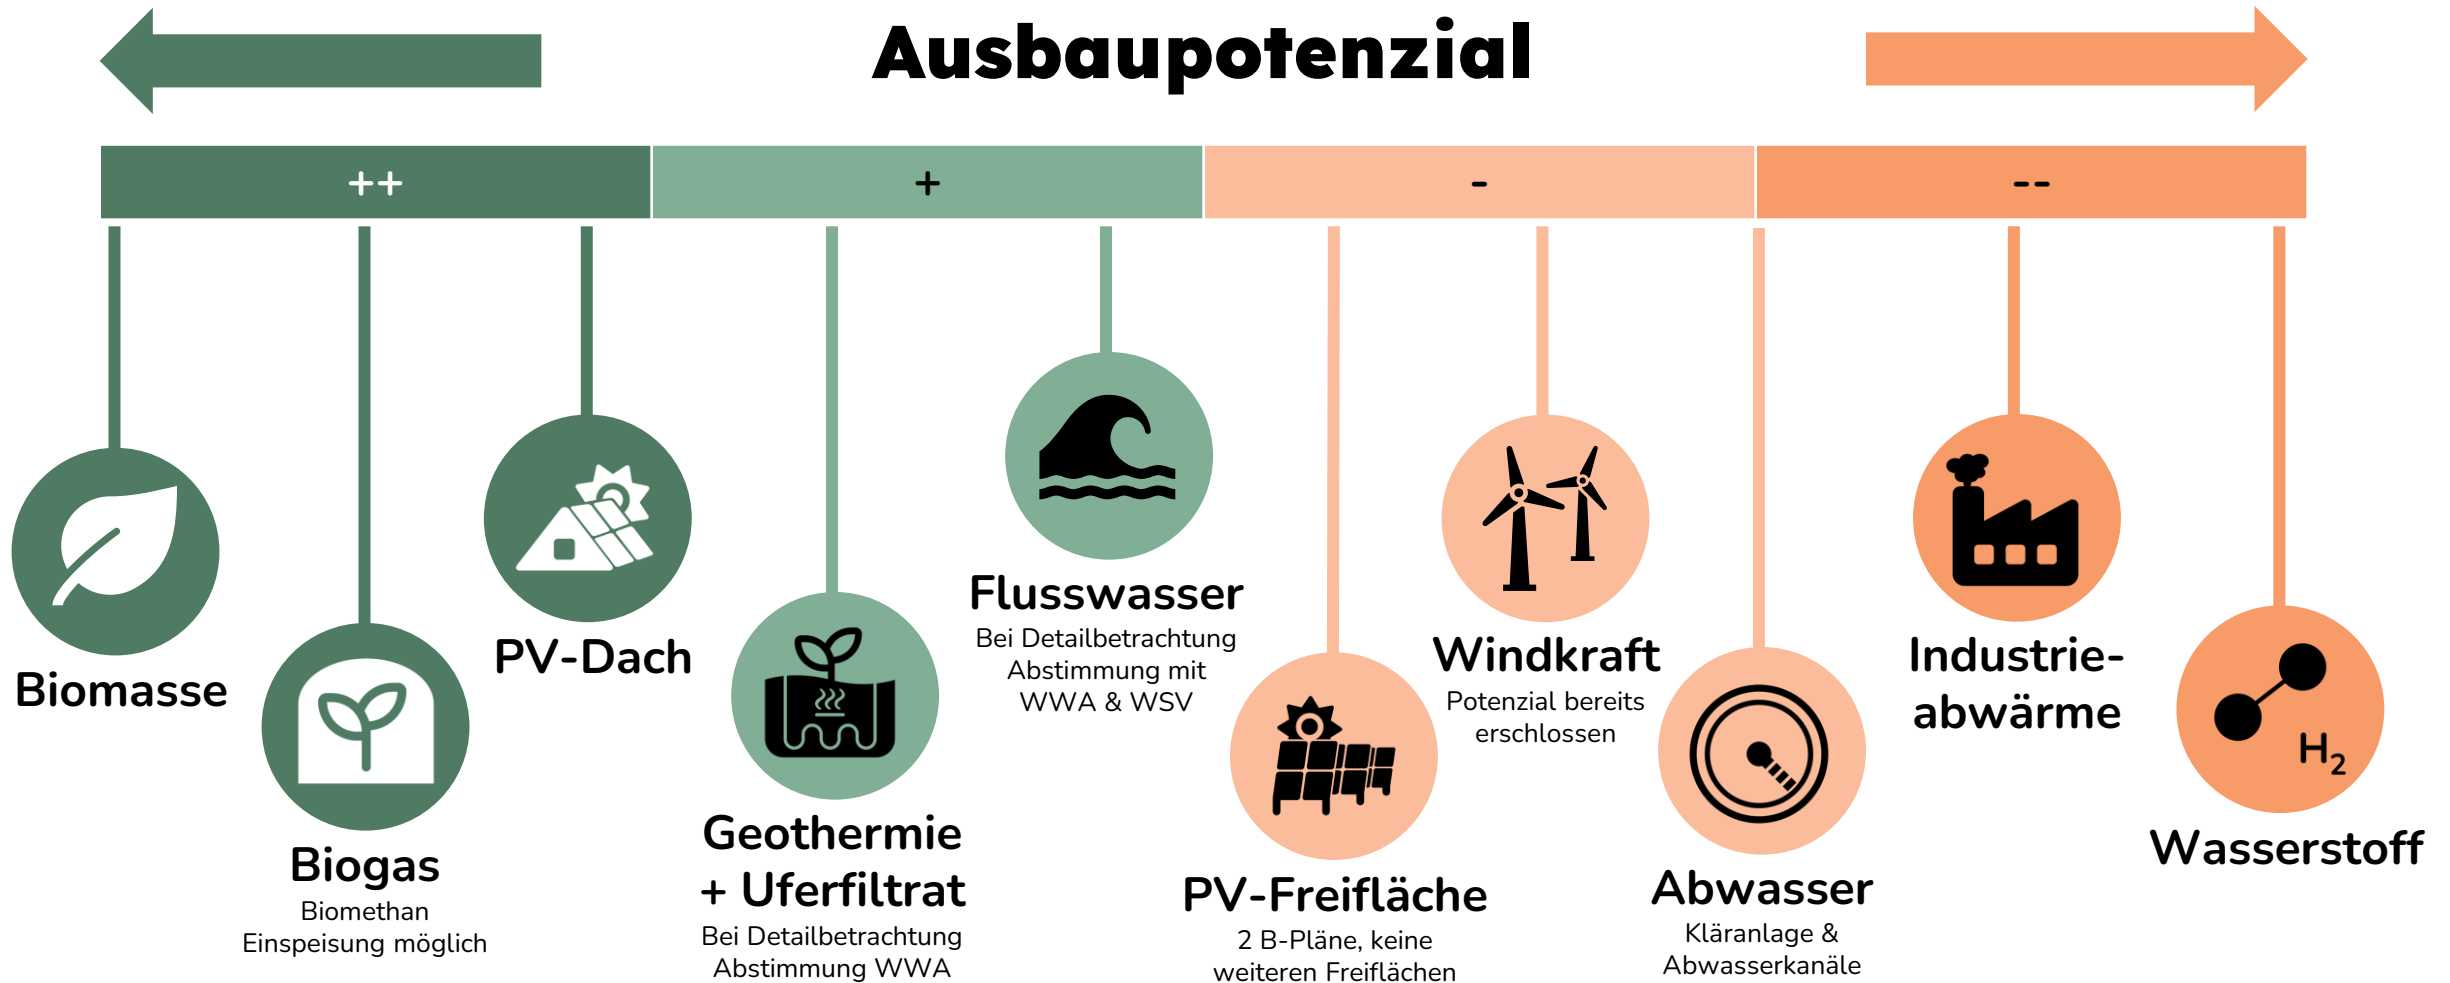 Ausbaupotenzial
++
+
-
--
Biomasse
Biogas
Biomethan
Einspeisung möglich
PV-Dach
Geothermie
+ Uferfiltrat
Bei Detailbetrachtung
Abstimmung WWA
Flusswasser
Bei Detailbetrachtung
Abstimmung mit
WWA & WSV
PV-Freifläche
2 B-Pläne, keine
weiteren Freiflächen
Windkraft
Potenzial bereits
erschlossen
Abwasser
Kläranlage &
Abwasserkanäle
Industrie-
abwärme
H₂
Wasserstoff